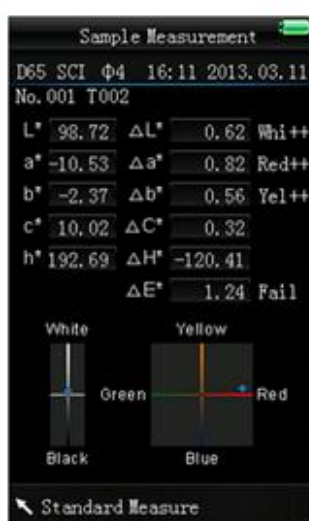 Sample Measurement
D65 SCI Φ4 16:11 2013.03.11
No.001 T002
L* 98.72 ΔL* 0.62 Whi++
a* -10.53 Δa* 0.82 Red++
b* -2.37 Δb* 0.56 Yel++
c* 10.02 ΔC* 0.32
h* 192.69 ΔH* -120.41
ΔE* 1.24 Fail
White Yellow
Green Red
Black Blue
Standard Measure